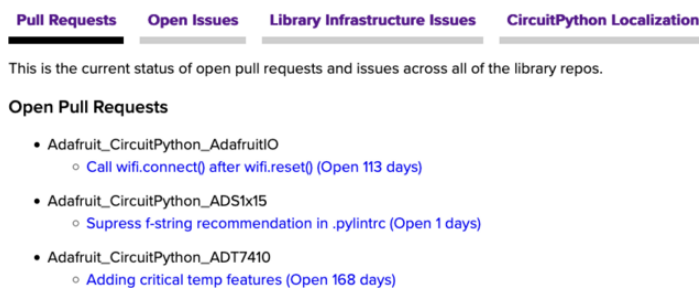 Pull Requests Open Issues Library Infrastructure Issues CircuitPython Localization
This is the current status of open pull requests and issues across all of the library repos.
Open Pull Requests
Adafruit_CircuitPython_AdafruitIO
Call wifi.connect() after wifi.reset() (Open 113 days)
Adafruit_CircuitPython_ADS1x15
Supress f-string recommendation in .pylintrc (Open 1 days)
Adafruit_CircuitPython_ADT7410
Adding critical temp features (Open 168 days)